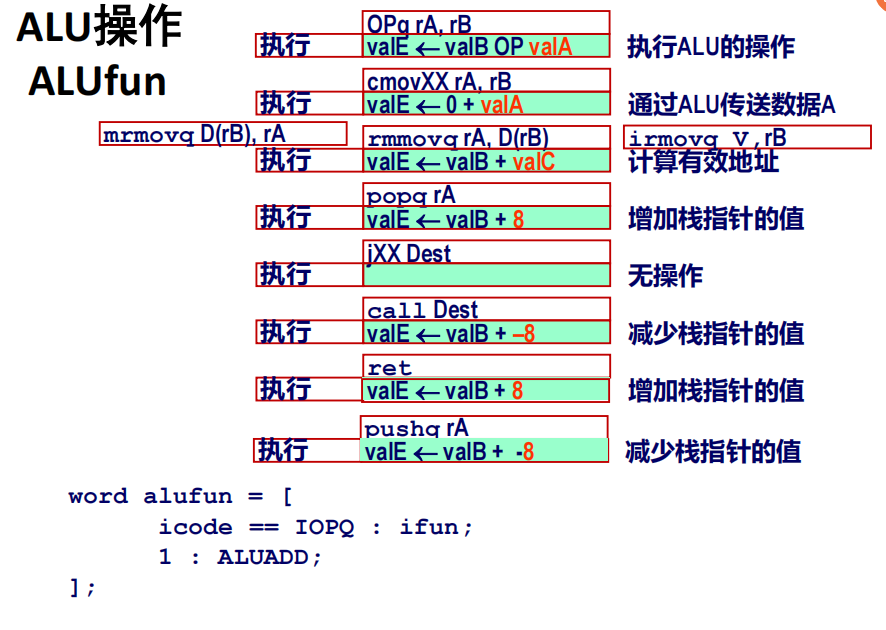 ALU操作
ALUfun
OPq rA, rB
执行 valE ← valB OP valA 执行ALU的操作
cmovXX rA, rB
执行 valE ← 0 + valA 通过ALU传送数据A
mrmovq D(rB), rA rmmovq rA, D(rB) irmovq V,rB
执行 valE ← valB + valC 计算有效地址
popq rA
执行 valE ← valB + 8 增加栈指针的值
jXX Dest
执行 无操作
call Dest
执行 valE ← valB + –8 减少栈指针的值
ret
执行 valE ← valB + 8 增加栈指针的值
pushq rA
执行 valE ← valB + -8 减少栈指针的值
word alufun = [
icode == IOPQ : ifun;
1 : ALUADD;
];